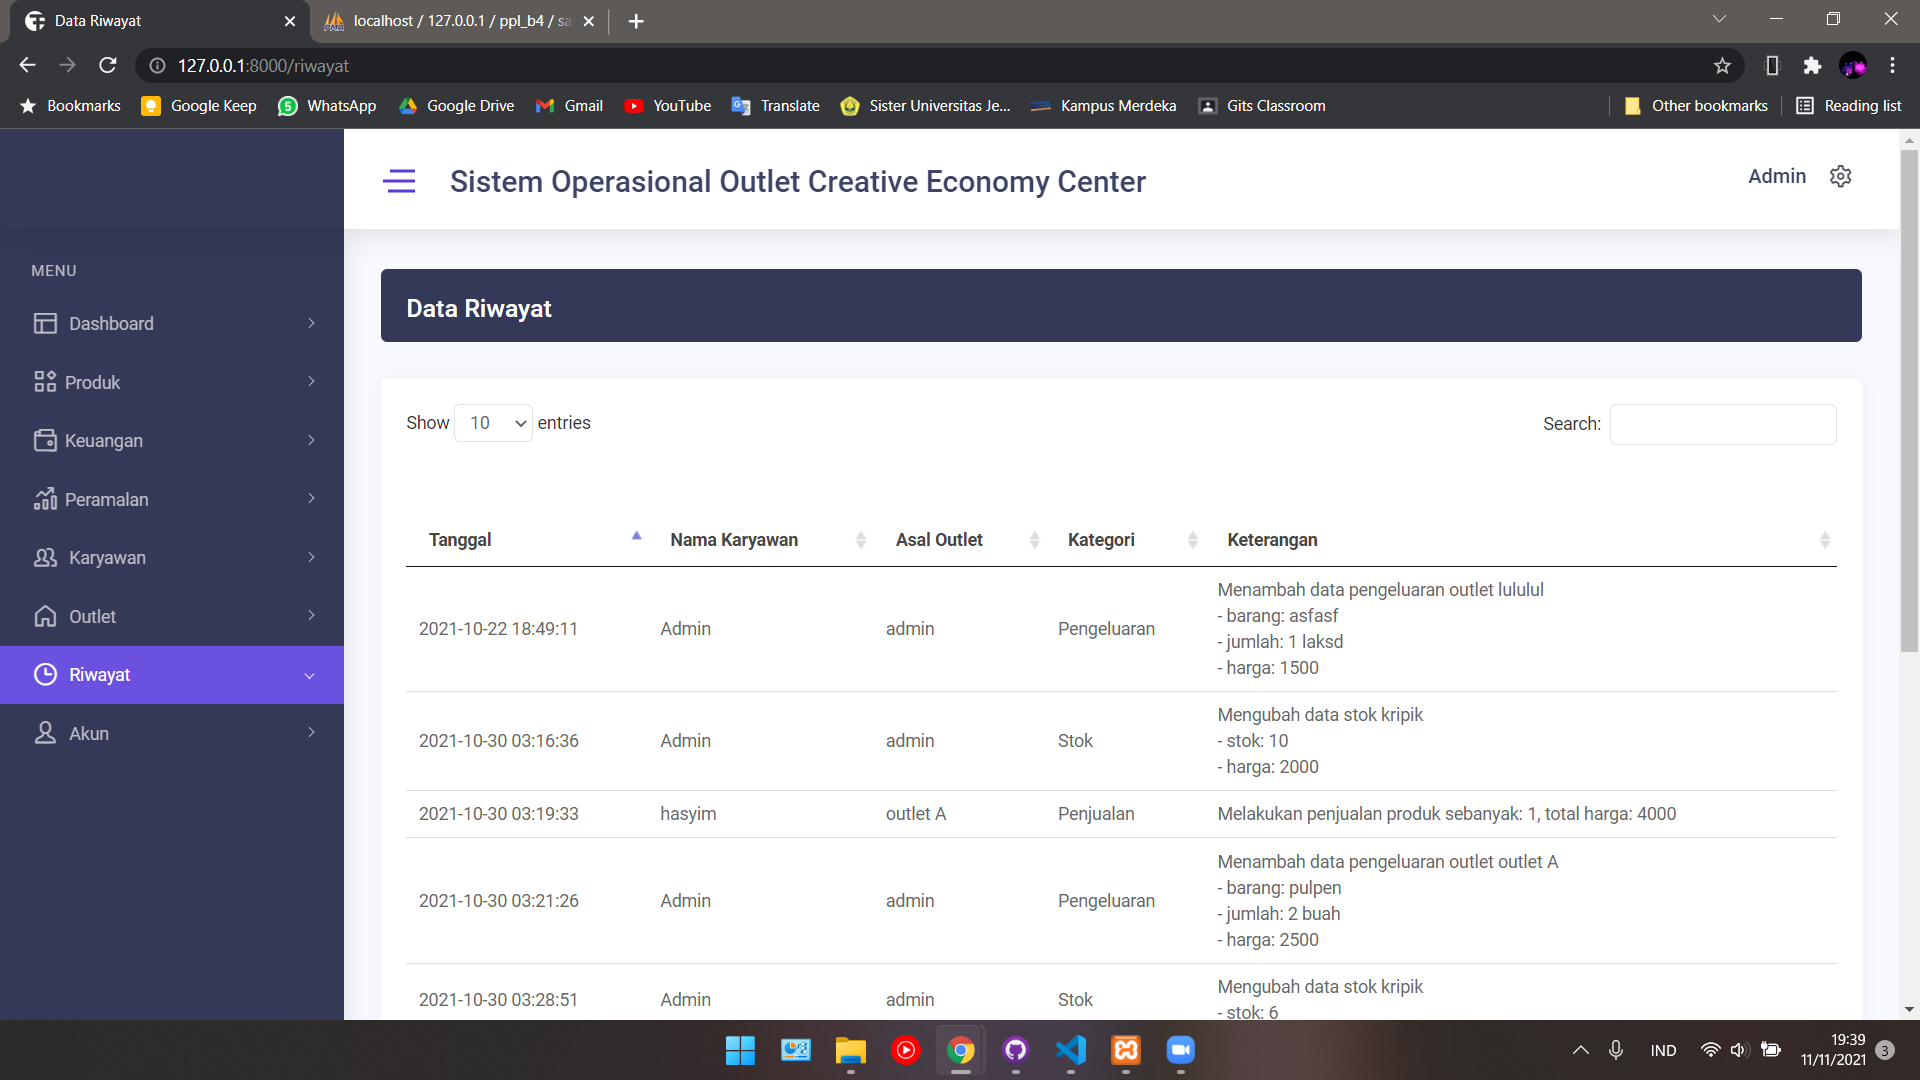 Data Riwayat
localhost / 127.0.0.1 / ppl_b4 / sa
127.0.0.1:8000/riwayat
Bookmarks Google Keep WhatsApp Google Drive Gmail YouTube Translate Sister Universitas Je... Kampus Merdeka Gits Classroom Other bookmarks Reading list
Sistem Operasional Outlet Creative Economy Center
Admin
MENU
Dashboard
Produk
Keuangan
Peramalan
Karyawan
Outlet
Riwayat
Akun
Data Riwayat
Show 10 entries
Search:
Tanggal Nama Karyawan Asal Outlet Kategori Keterangan
2021-10-22 18:49:11 Admin admin Pengeluaran
Menambah data pengeluaran outlet lululul
- barang: asfasf
- jumlah: 1 laksd
- harga: 1500
2021-10-30 03:16:36 Admin admin Stok
Mengubah data stok kripik
- stok: 10
- harga: 2000
2021-10-30 03:19:33 hasyim outlet A Penjualan Melakukan penjualan produk sebanyak: 1, total harga: 4000
2021-10-30 03:21:26 Admin admin Pengeluaran
Menambah data pengeluaran outlet outlet A
- barang: pulpen
- jumlah: 2 buah
- harga: 2500
2021-10-30 03:28:51 Admin admin Stok
Mengubah data stok kripik
- stok: 6
IND
19:39
11/11/2021
3